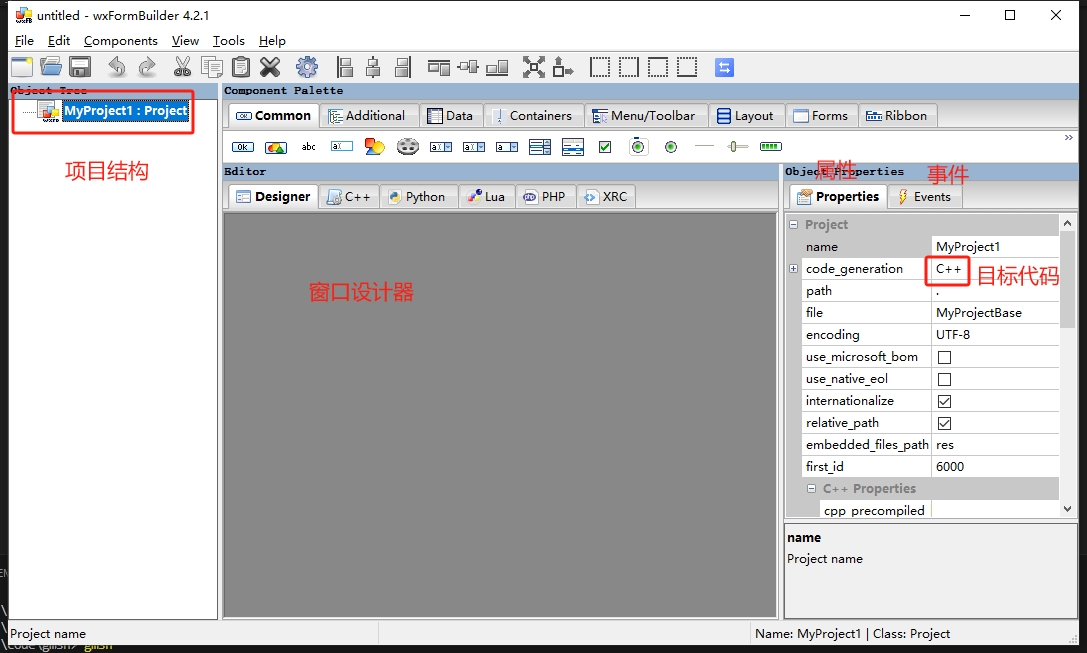 untitled - wxFormBuilder 4.2.1
File Edit Components View Tools Help
Object Tree
Component Palette
MyProject1 : Project
Common Additional Data Containers Menu/Toolbar Layout Forms Ribbon
项目结构
Editor
Object Properties
属性
事件
Designer C++ Python Lua PHP XRC
Properties Events
窗口设计器
Project
name MyProject1
code_generation C++
目标代码
path .
file MyProjectBase
encoding UTF-8
use_microsoft_bom
use_native_eol
internationalize
relative_path
embedded_files_path res
first_id 6000
C++ Properties
cpp_precompiled
name
Project name
Project name
Name: MyProject1 | Class: Project